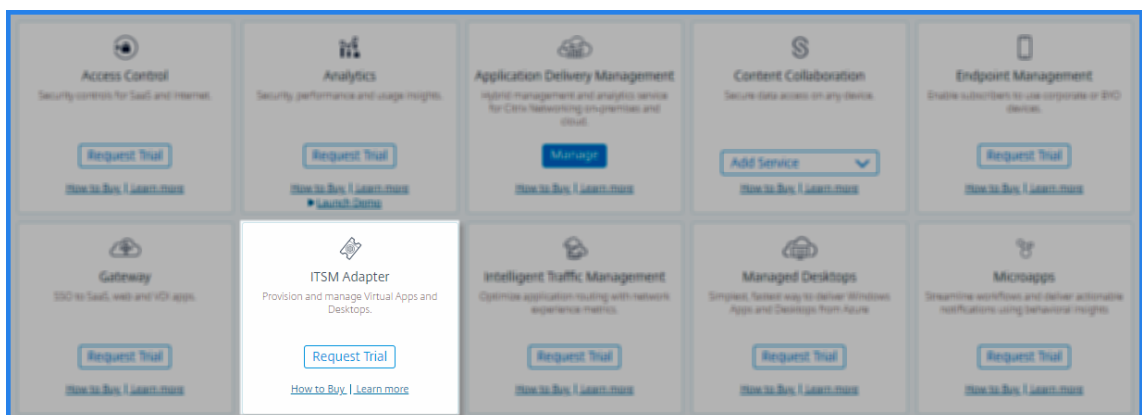 Access Control
Security controls for SaaS and Internet.
Request Trial
How to Buy | Learn more
Analytics
Security, performance and usage insights.
Request Trial
How to Buy | Learn more
Launch Demo
Application Delivery Management
Hybrid management and analytics service
for Citrix Networking on-premises and
cloud.
Manage
How to Buy | Learn more
Content Collaboration
Secure data access on any device.
Add Service
How to Buy | Learn more
Endpoint Management
Enable subscribers to use corporate or BYO
devices.
Request Trial
How to Buy | Learn more
Gateway
SSO to SaaS, web and VDI apps.
Request Trial
How to Buy | Learn more
ITSM Adapter
Provision and manage Virtual Apps and
Desktops.
Request Trial
How to Buy | Learn more
Intelligent Traffic Management
Optimize application routing with network
experience metrics.
Request Trial
How to Buy | Learn more
Managed Desktops
Simplest, fastest way to deliver Windows
Apps and Desktops from Azure
Request Trial
How to Buy | Learn more
Microapps
Streamline workflows and deliver actionable
notifications using behavioral insights
Request Trial
How to Buy | Learn more